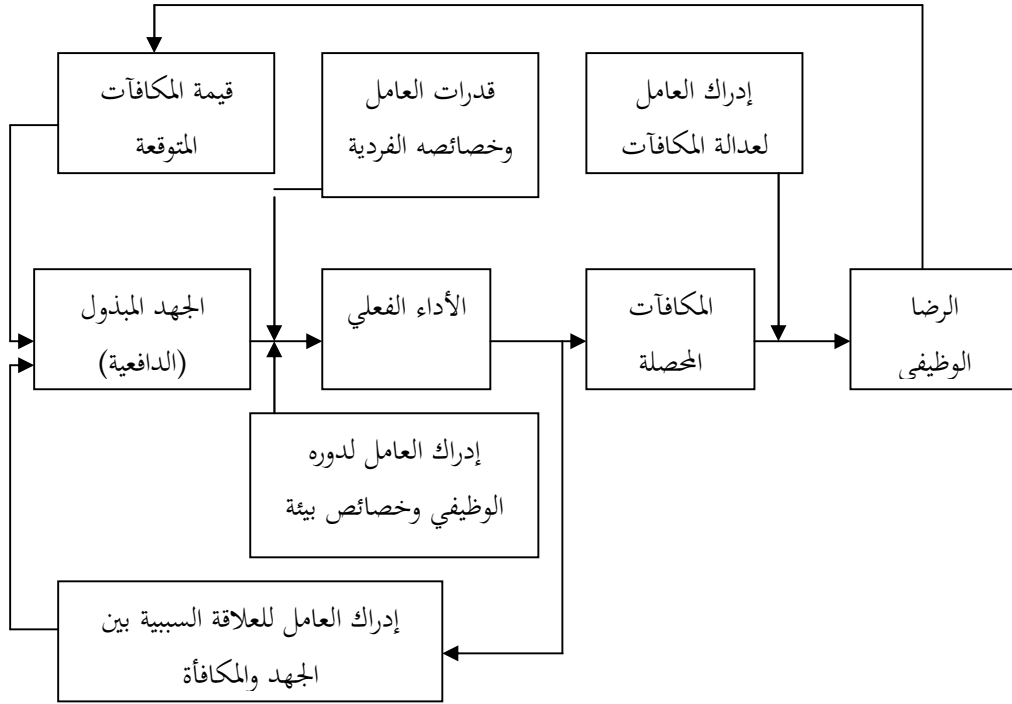 قيمة المكافآت
المتوقعة
قدرات العامل
وخصائصه الفردية
إدراك العامل
لعدالة المكافآت
الجهد المبذول
(الدافعية)
الأداء الفعلي
المكافآت
المحصلة
الرضا
الوظيفي
إدراك العامل لدوره
الوظيفي وخصائص بيئة
إدراك العامل للعلاقة السببية بين
الجهد والمكافأة